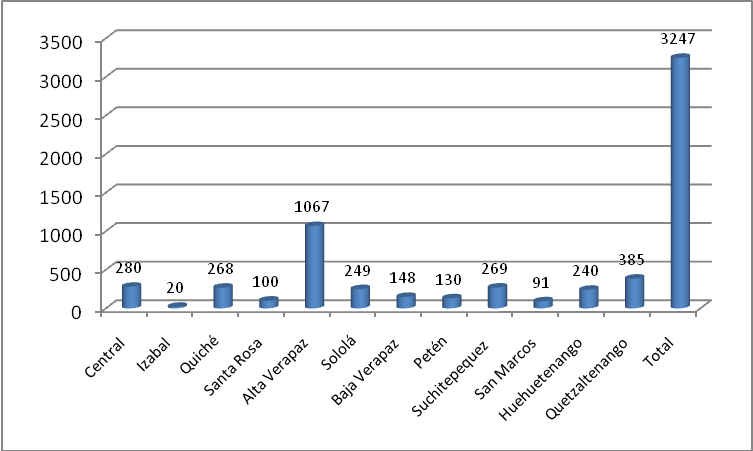 3500
3000
2500
2000
1500
1000
500
0
280
20
268
100
1067
249
148
130
269
91
240
385
3247
Central
Izabal
Quiché
Santa Rosa
Alta Verapaz
Sololá
Baja Verapaz
Petén
Suchitepequez
San Marcos
Huehuetenango
Quetzaltenango
Total